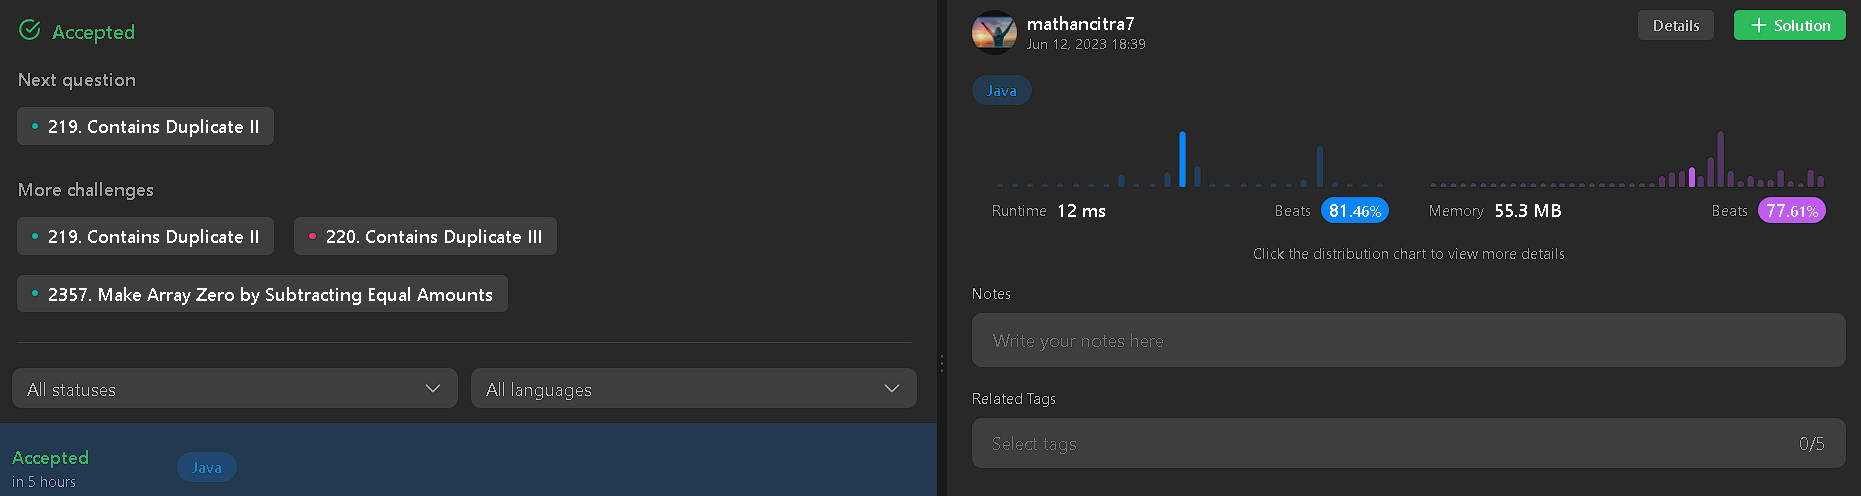 Accepted
Next question
219. Contains Duplicate II
More challenges
219. Contains Duplicate II
220. Contains Duplicate III
2357. Make Array Zero by Subtracting Equal Amounts
All statuses
All languages
Accepted
in 5 hours
Java
mathancitra7
Jun 12, 2023 18:39
Details
+ Solution
Java
Runtime 12 ms
Beats 81.46%
Memory 55.3 MB
Beats 77.61%
Click the distribution chart to view more details
Notes
Write your notes here
Related Tags
Select tags
0/5